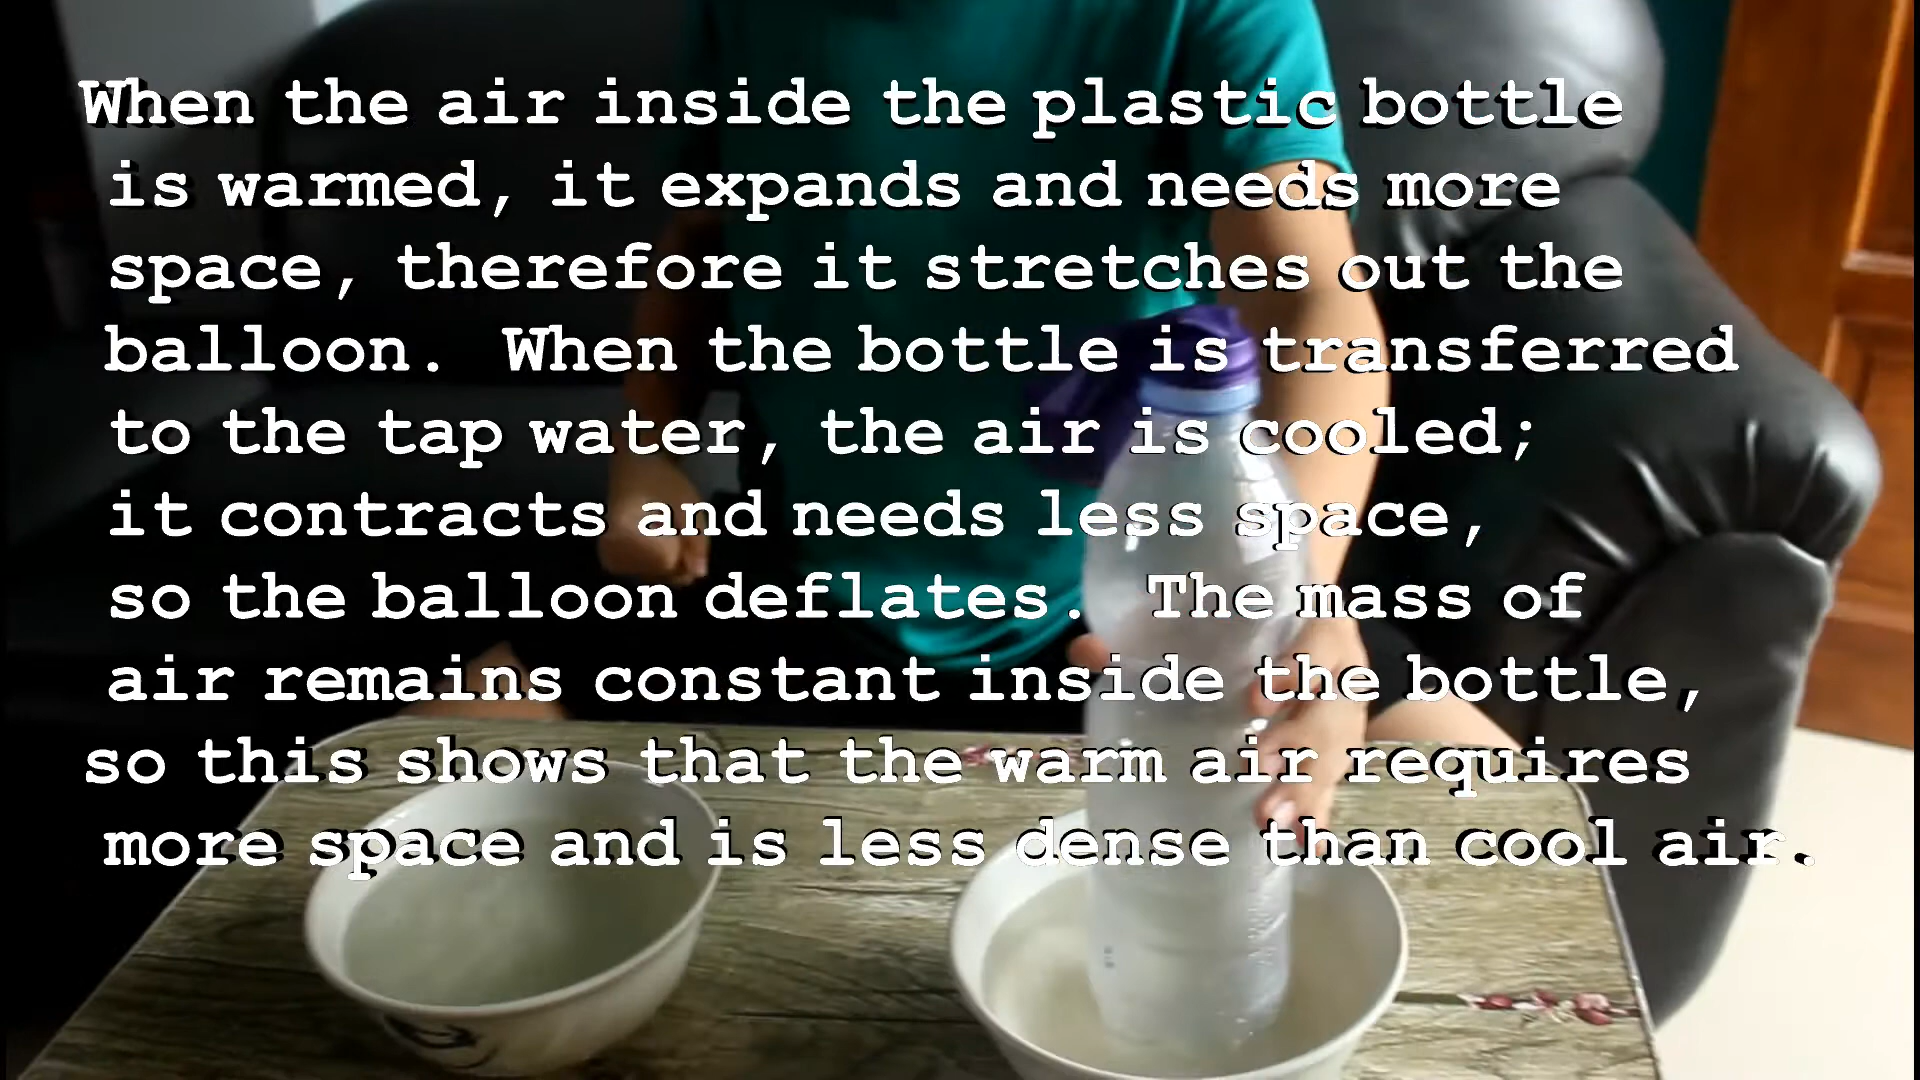 When the air inside the plastic bottle
is warmed, it expands and needs more
space, therefore it stretches out the
balloon. When the bottle is transferred
to the tap water, the air is cooled;
it contracts and needs less space,
so the balloon deflates. The mass of
air remains constant inside the bottle,
so this shows that the warm air requires
more space and is less dense than cool air.